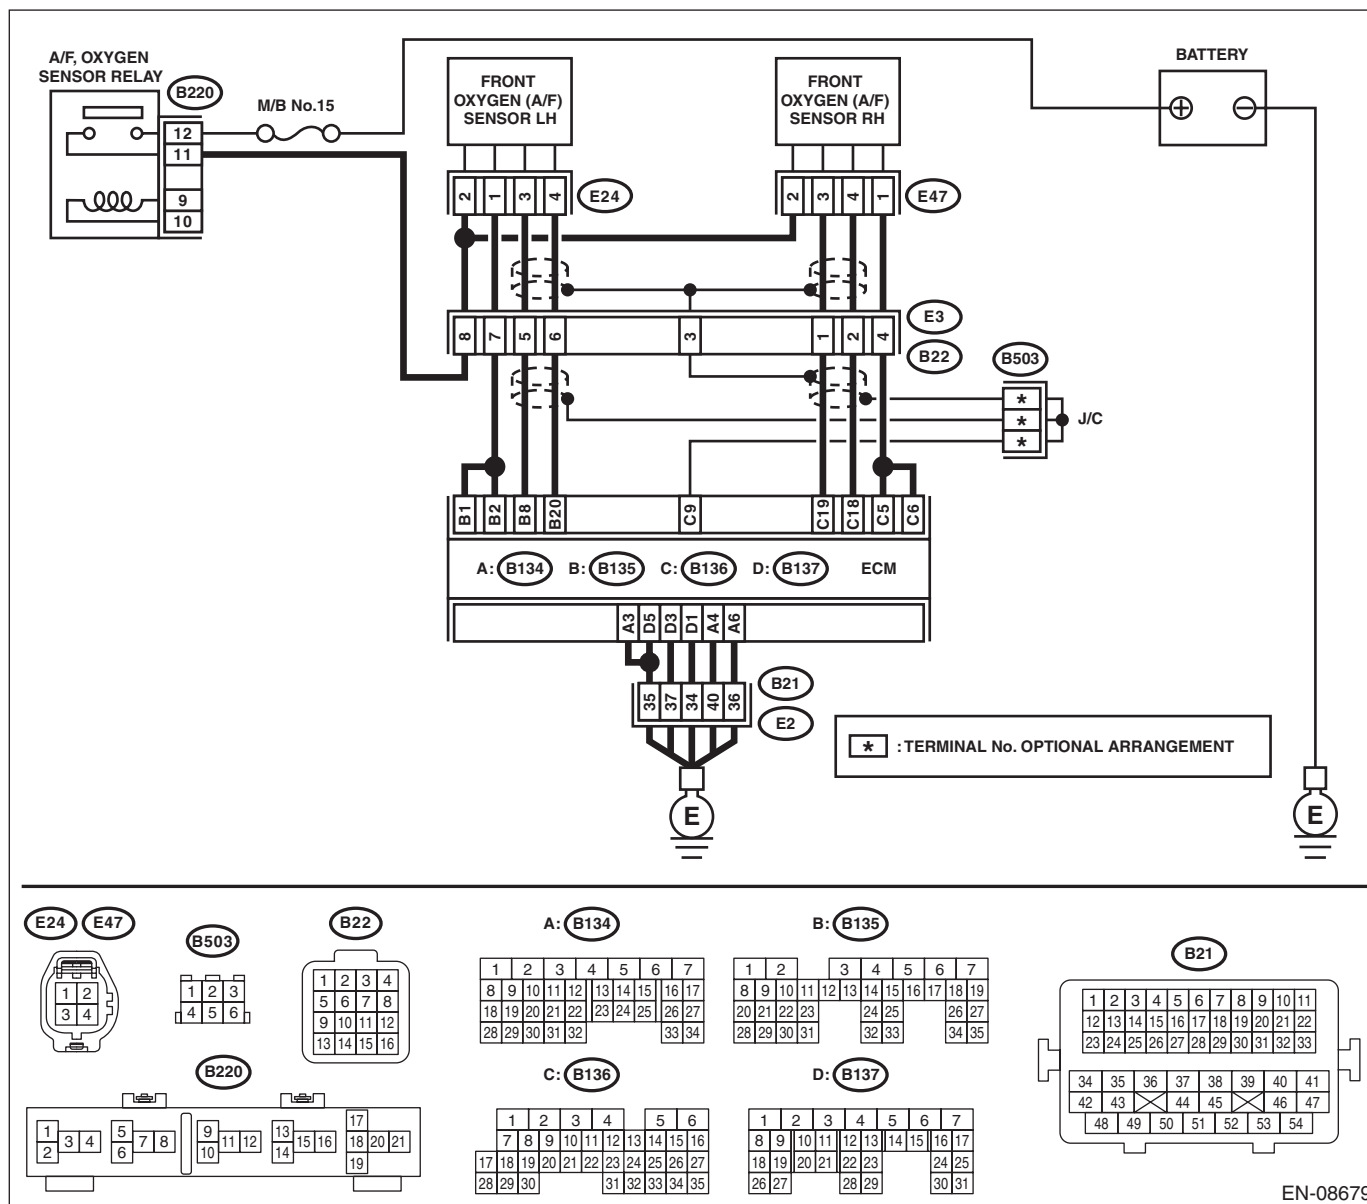 A/F, OXYGEN
SENSOR RELAY
B220
M/B No.15
12
11
9
10
FRONT
OXYGEN (A/F)
SENSOR LH
FRONT
OXYGEN (A/F)
SENSOR RH
BATTERY
2 1 3 4
E24
2 3 4 1
E47
8 7 5 6 3 1 2 4
E3
B22
B503
*
*
*
J/C
B1 B2 B8 B20 C9 C19 C18 C5 C6
A: B134 B: B135 C: B136 D: B137 ECM
A3 D5 D3 D1 A4 A6
35 37 34 40 36
B21
E2
* : TERMINAL No. OPTIONAL ARRANGEMENT
E
E
E24 E47
1 2
3 4
B503
1 2 3
4 5 6
B22
1 2 3 4
5 6 7 8
9 10 11 12
13 14 15 16
B220
1 2 3 4 5 6 7 8 9 10 11 12 13 14 15 16 17 18 19 20 21
A: B134
1 2 3 4 5 6 7
8 9 10 11 12 13 14 15 16 17
18 19 20 21 22 23 24 25 26 27
28 29 30 31 32 33 34
B: B135
1 2 3 4 5 6 7
8 9 10 11 12 13 14 15 16 17 18 19
20 21 22 23 24 25 26 27
28 29 30 31 32 33 34 35
C: B136
1 2 3 4 5 6
7 8 9 10 11 12 13 14 15 16
17 18 19 20 21 22 23 24 25 26 27
28 29 30 31 32 33 34 35
D: B137
1 2 3 4 5 6 7
8 9 10 11 12 13 14 15 16 17
18 19 20 21 22 23 24 25
26 27 28 29 30 31
B21
1 2 3 4 5 6 7 8 9 10 11
12 13 14 15 16 17 18 19 20 21 22
23 24 25 26 27 28 29 30 31 32 33
34 35 36 37 38 39 40 41
42 43 44 45 46 47
48 49 50 51 52 53 54
EN-08679